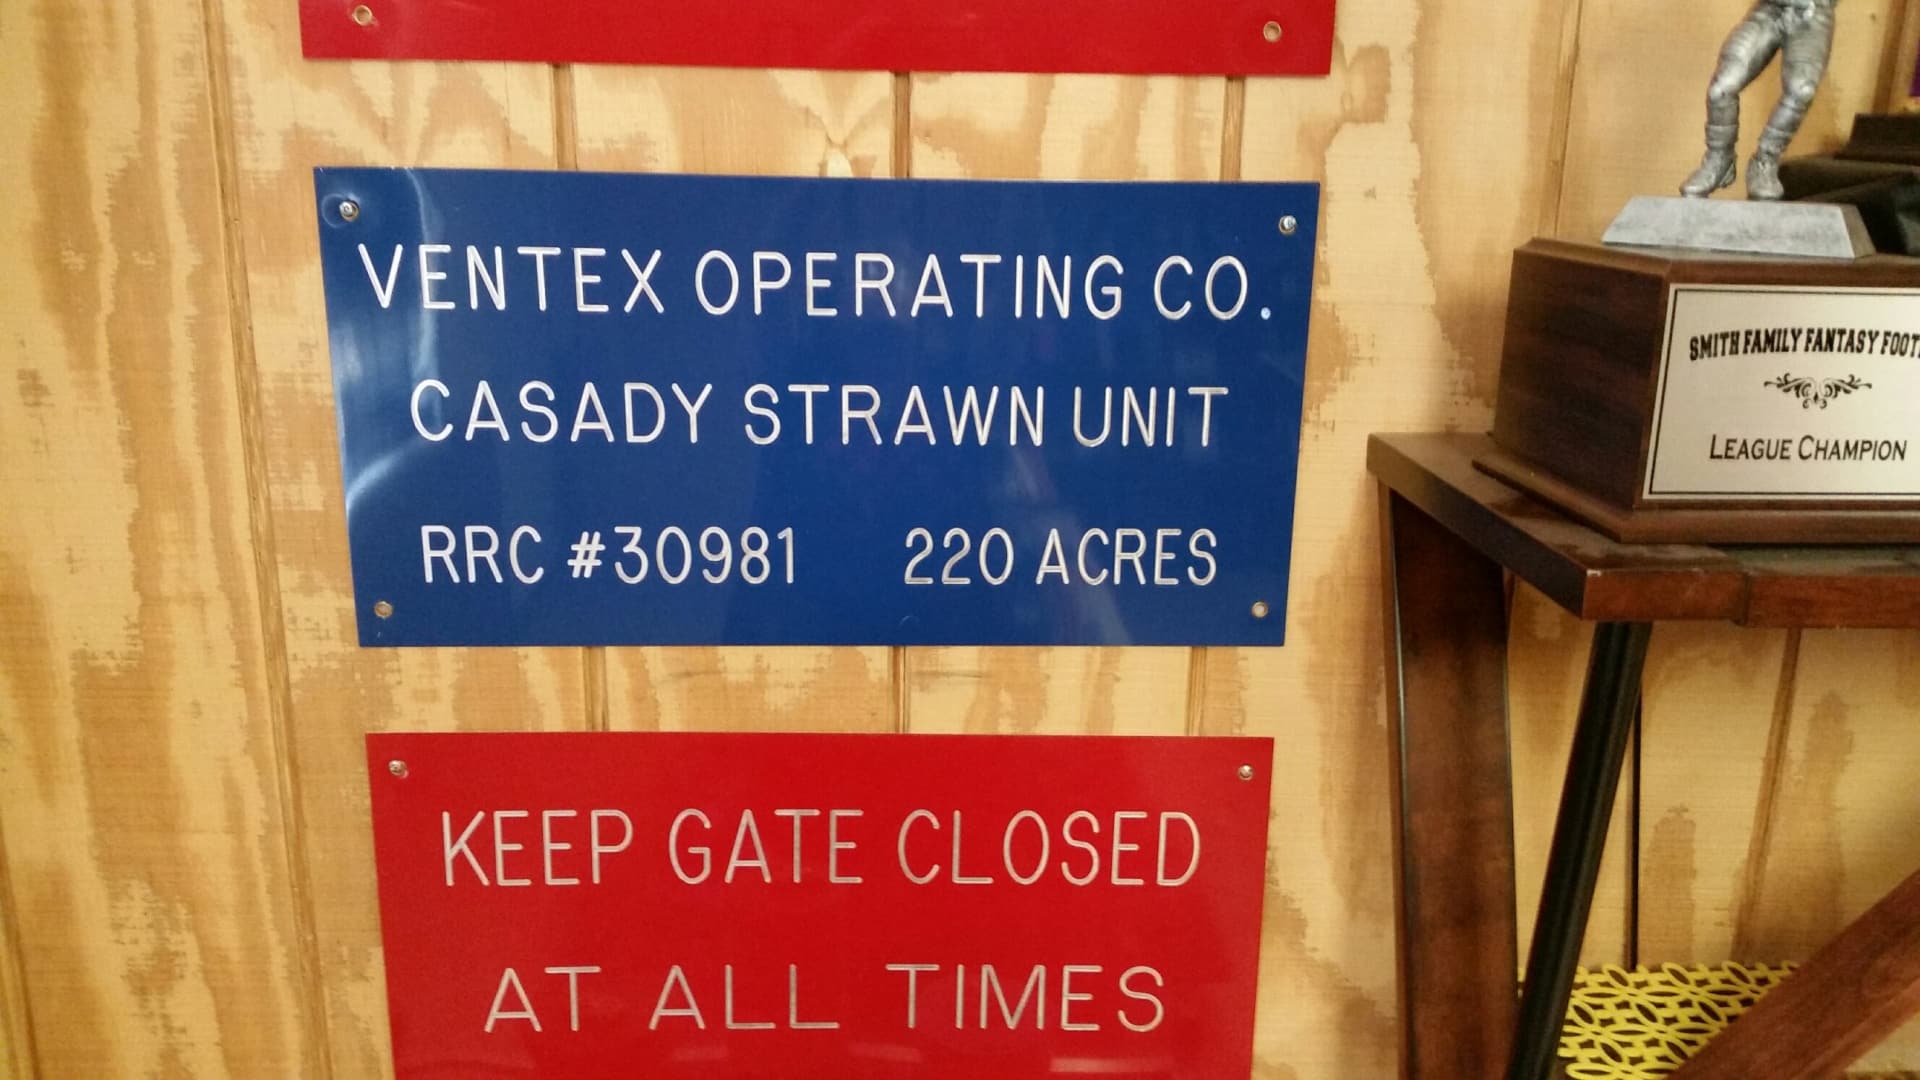 VENTEX OPERATING CO.
CASADY STRAWN UNIT
RRC #30981 220 ACRES
KEEP GATE CLOSED
AT ALL TIMES
SMITH FAMILY FANTASY
LEAGUE CHAMPION